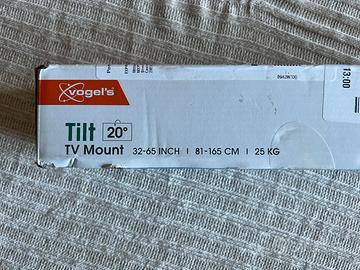 vogel's
13:00
Tilt 20°
TV Mount 32-65 INCH | 81-165 CM | 25 KG